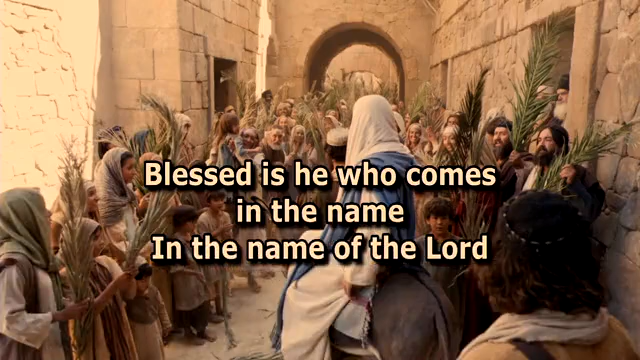 Blessed is he who comes
in the name
In the name of the Lord